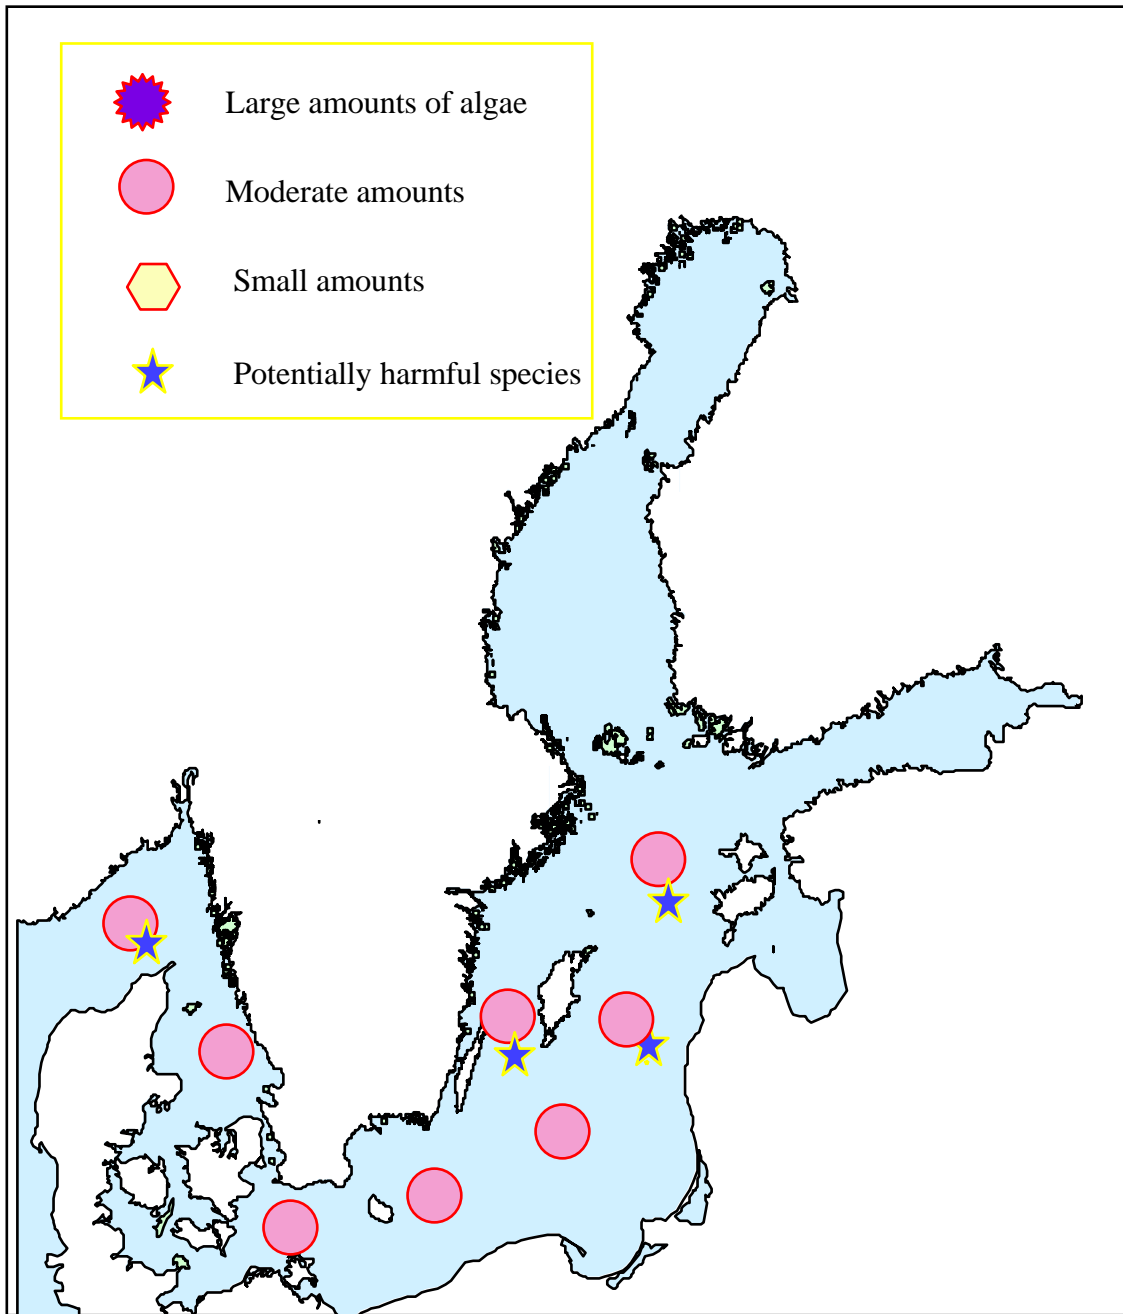 Large amounts of algae
Moderate amounts
Small amounts
Potentially harmful species